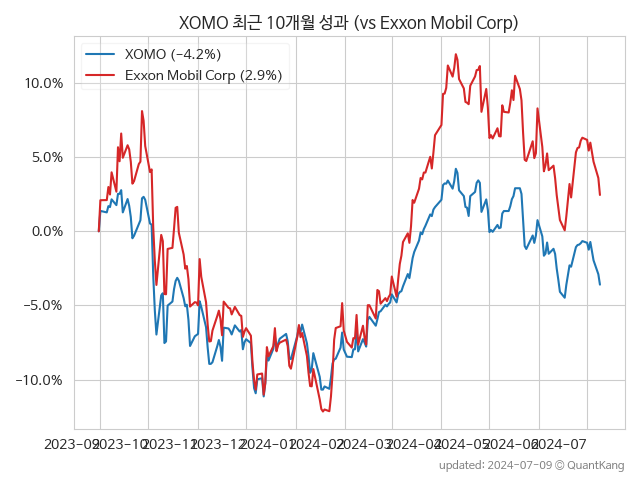 XOMO 최근 10개월 성과 (vs Exxon Mobil Corp)
XOMO (−4.2%)
Exxon Mobil Corp (2.9%)
10.0%
5.0%
0.0%
−5.0%
−10.0%
2023-09 2023-10 2023-11 2023-12 2024-01 2024-02 2024-03 2024-04 2024-05 2024-06 2024-07
updated: 2024-07-09 © QuantKang